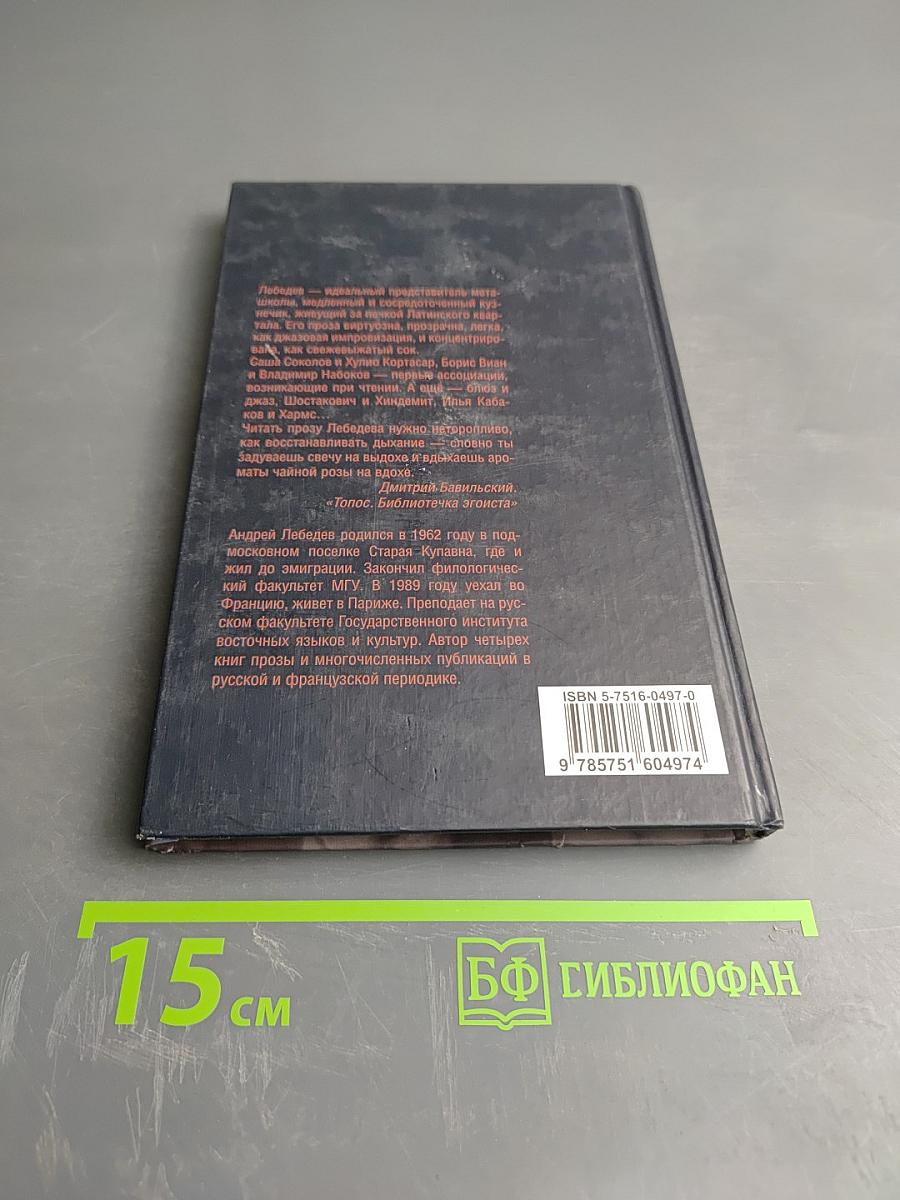 Лебедев — идеальный представитель мета-
школы, медленный и сосредоточенный куз-
нечик, живущий за печкой Латинского квар-
тала. Его проза виртуозна, прозрачна, легка,
как джазовая импровизация, и концентриро-
вана, как свежевыжатый сок.
Саша Соколов и Хулио Кортасар, Борис Виан
и Владимир Набоков — первые ассоциации,
возникающие при чтении. А ещё — блюз и
джаз, Шостакович и Хиндемит, Илья Каба-
ков и Хармс...
Читать прозу Лебедева нужно неторопливо,
как восстанавливать дыхание — словно ты
задуваешь свечу на выдохе и вдыхаешь аро-
маты чайной розы на вдохе.
Дмитрий Бавильский.
«Топос. Библиотечка эгоиста»
Андрей Лебедев родился в 1962 году в под-
московном поселке Старая Купавна, где и
жил до эмиграции. Закончил филологичес-
кий факультет МГУ. В 1989 году уехал во
Францию, живет в Париже. Преподает на рус-
ском факультете Государственного института
восточных языков и культур. Автор четырех
книг прозы и многочисленных публикаций в
русской и французской периодике.
ISBN 5-7516-0497-0
9 785751 604974
15 см
БФ БИБЛИОФАН